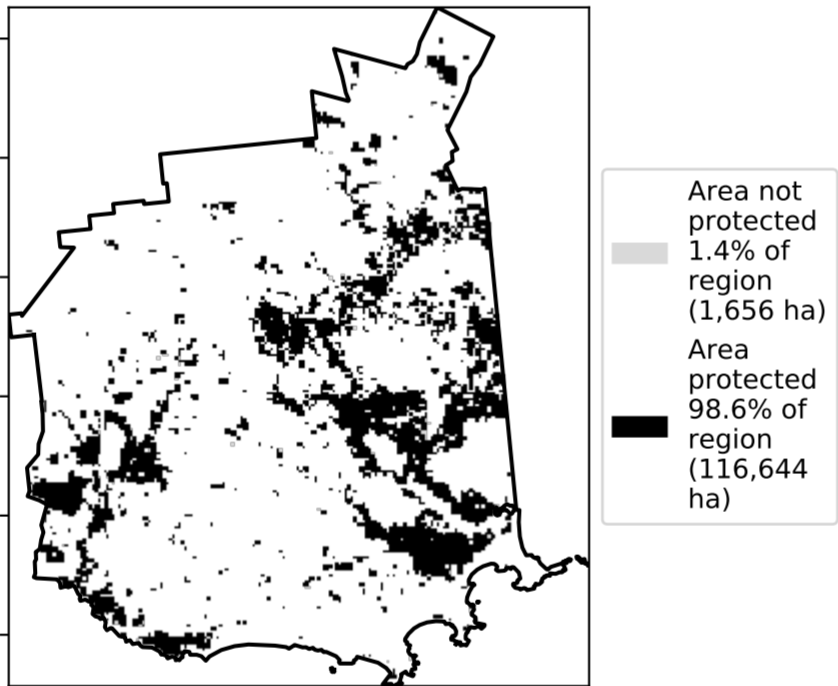 Area not
protected
1.4% of
region
(1,656 ha)
Area
protected
98.6% of
region
(116,644
ha)